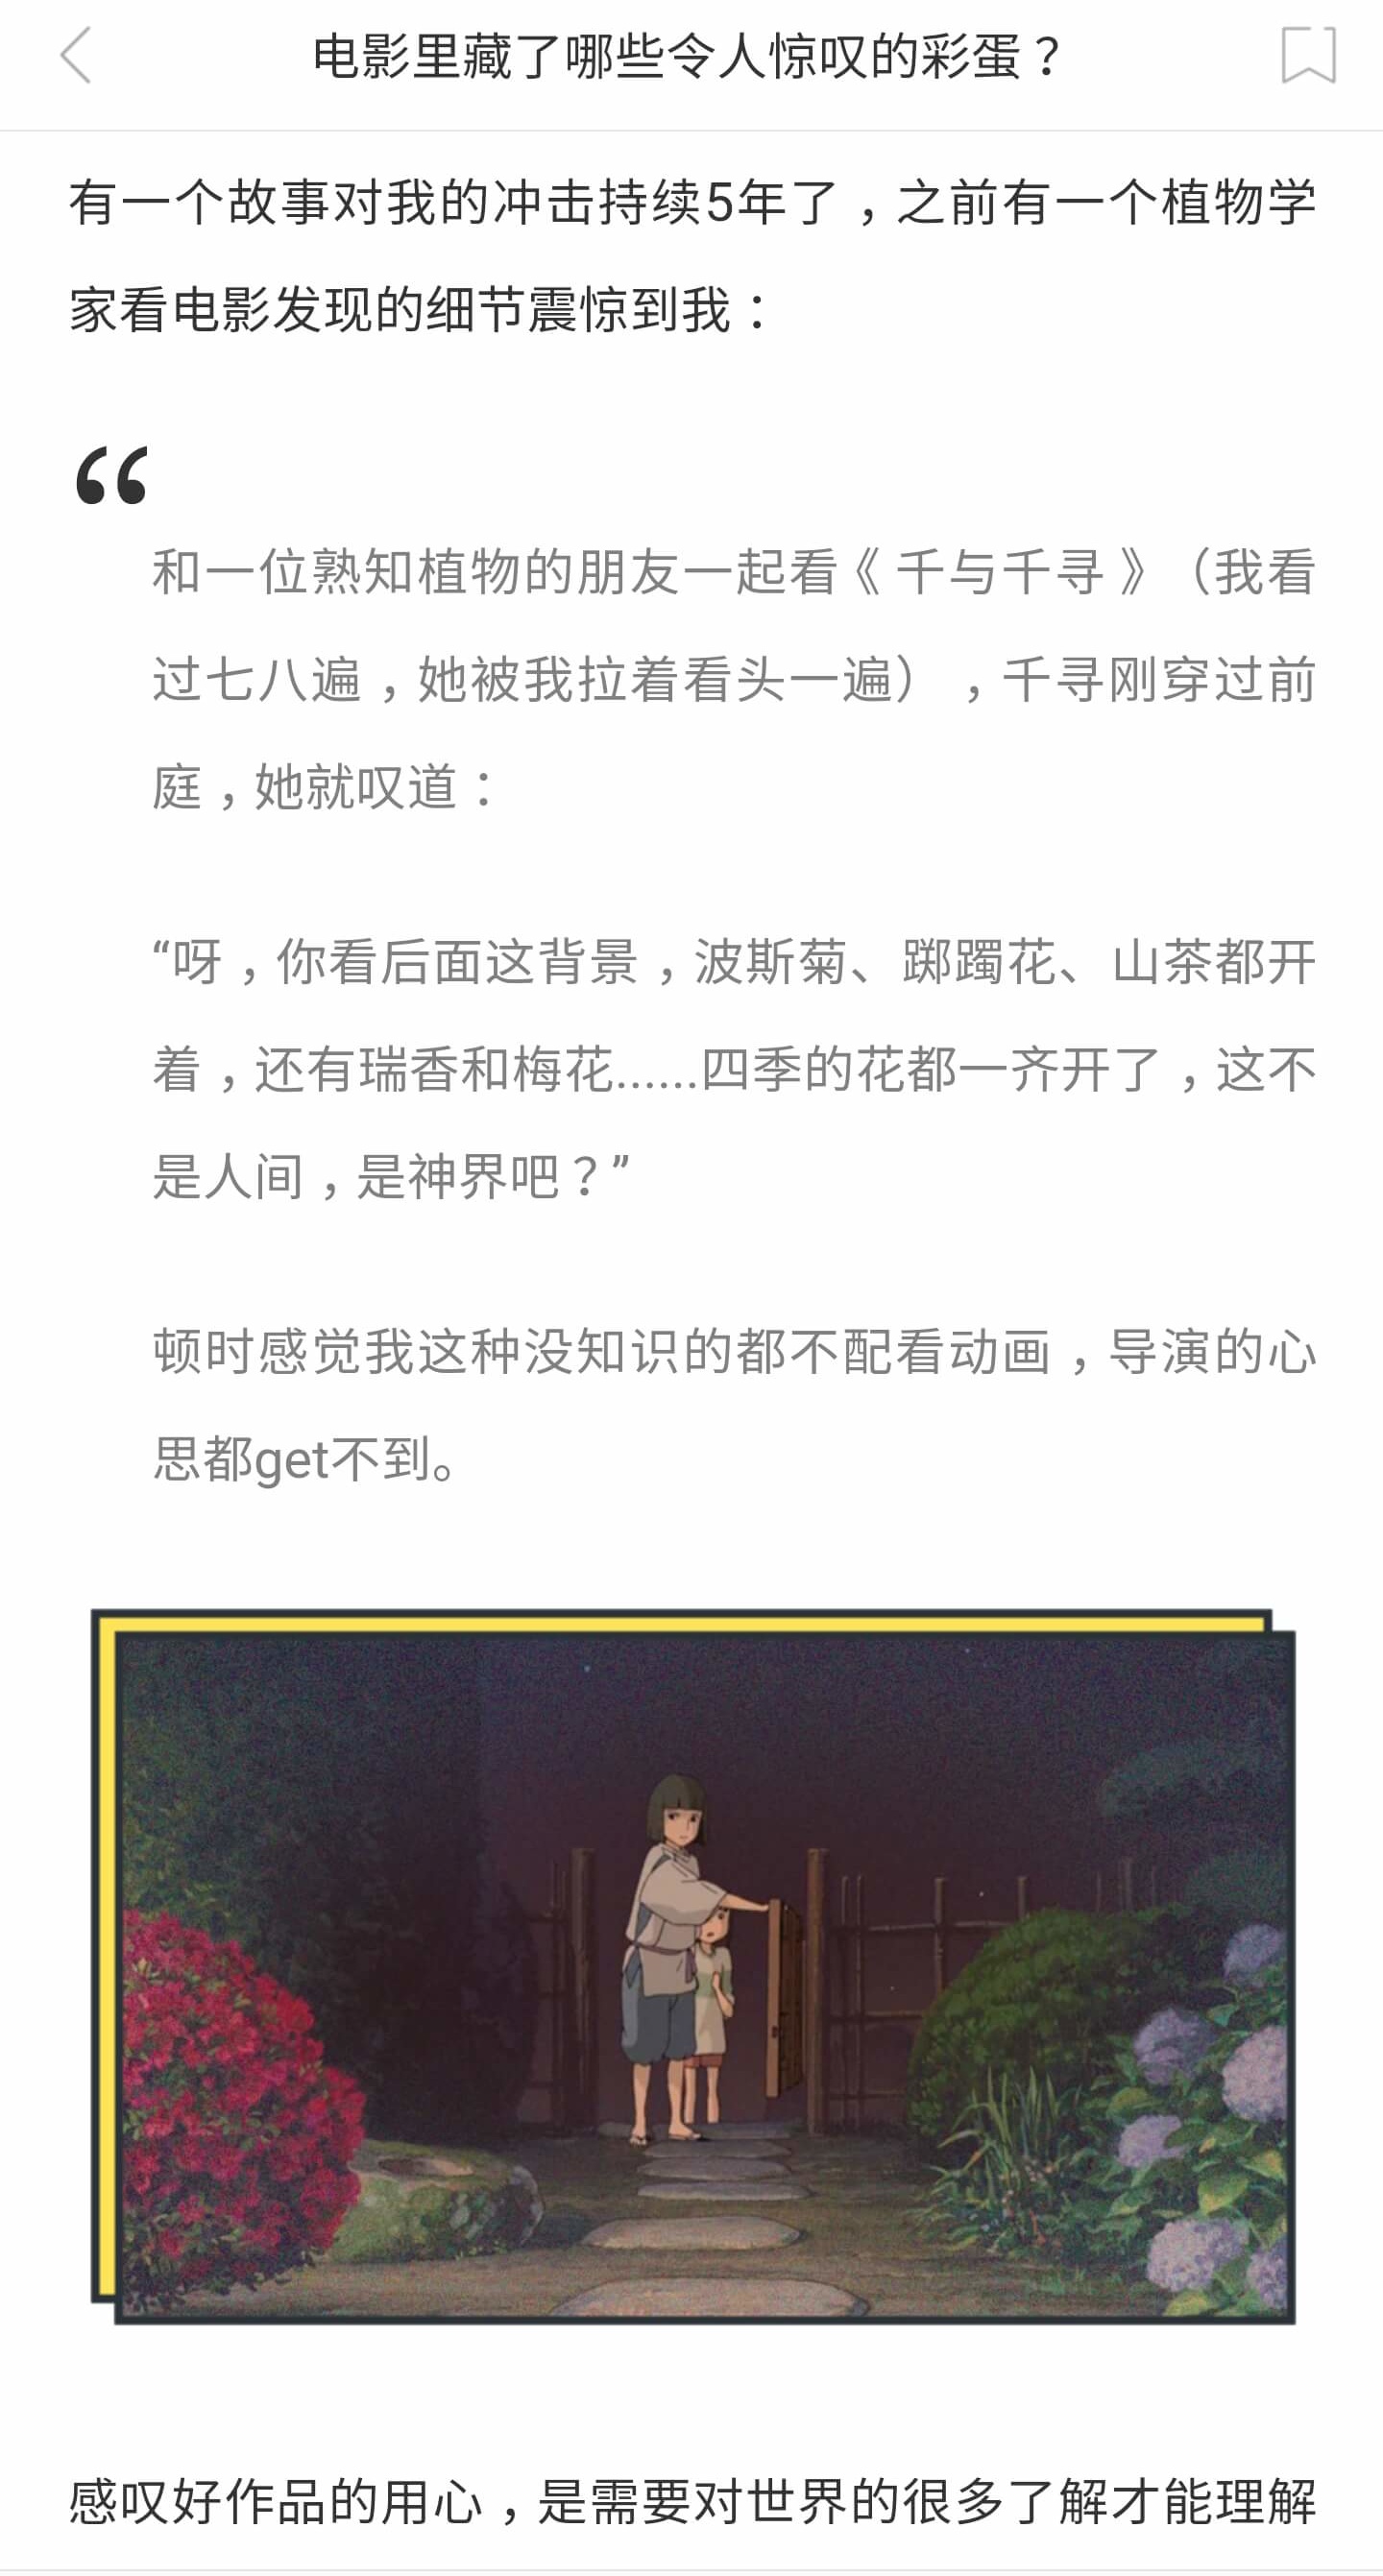 电影里藏了哪些令人惊叹的彩蛋？
有一个故事对我的冲击持续5年了，之前有一个植物学
家看电影发现的细节震惊到我：
“
和一位熟知植物的朋友一起看《 千与千寻 》（我看
过七八遍，她被我拉着看头一遍），千寻刚穿过前
庭，她就叹道：
“呀，你看后面这背景，波斯菊、踯躅花、山茶都开
着，还有瑞香和梅花......四季的花都一齐开了，这不
是人间，是神界吧？”
顿时感觉我这种没知识的都不配看动画，导演的心
思都get不到。
感叹好作品的用心，是需要对世界的很多了解才能理解